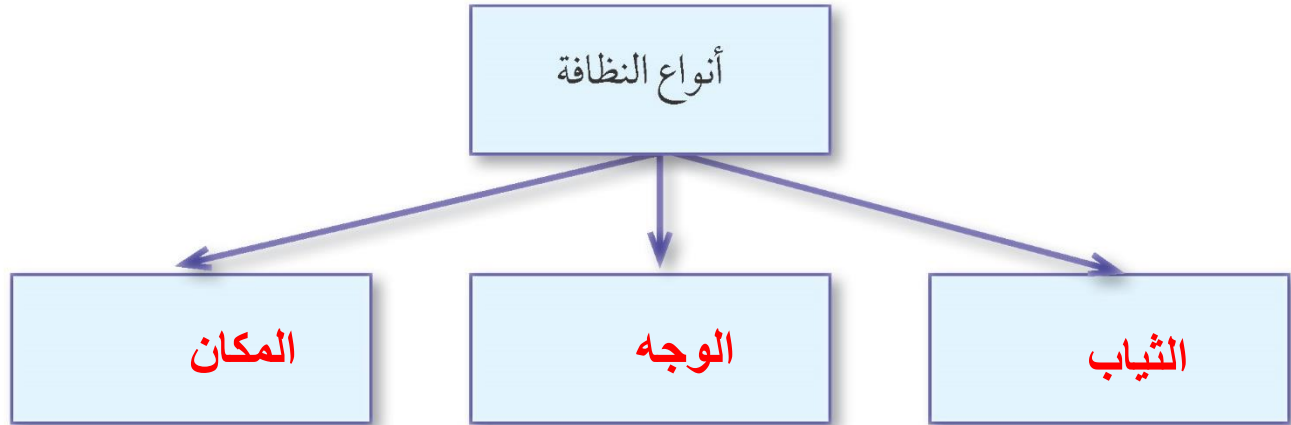 أنواع النظافة
الثياب
الوجه
المكان